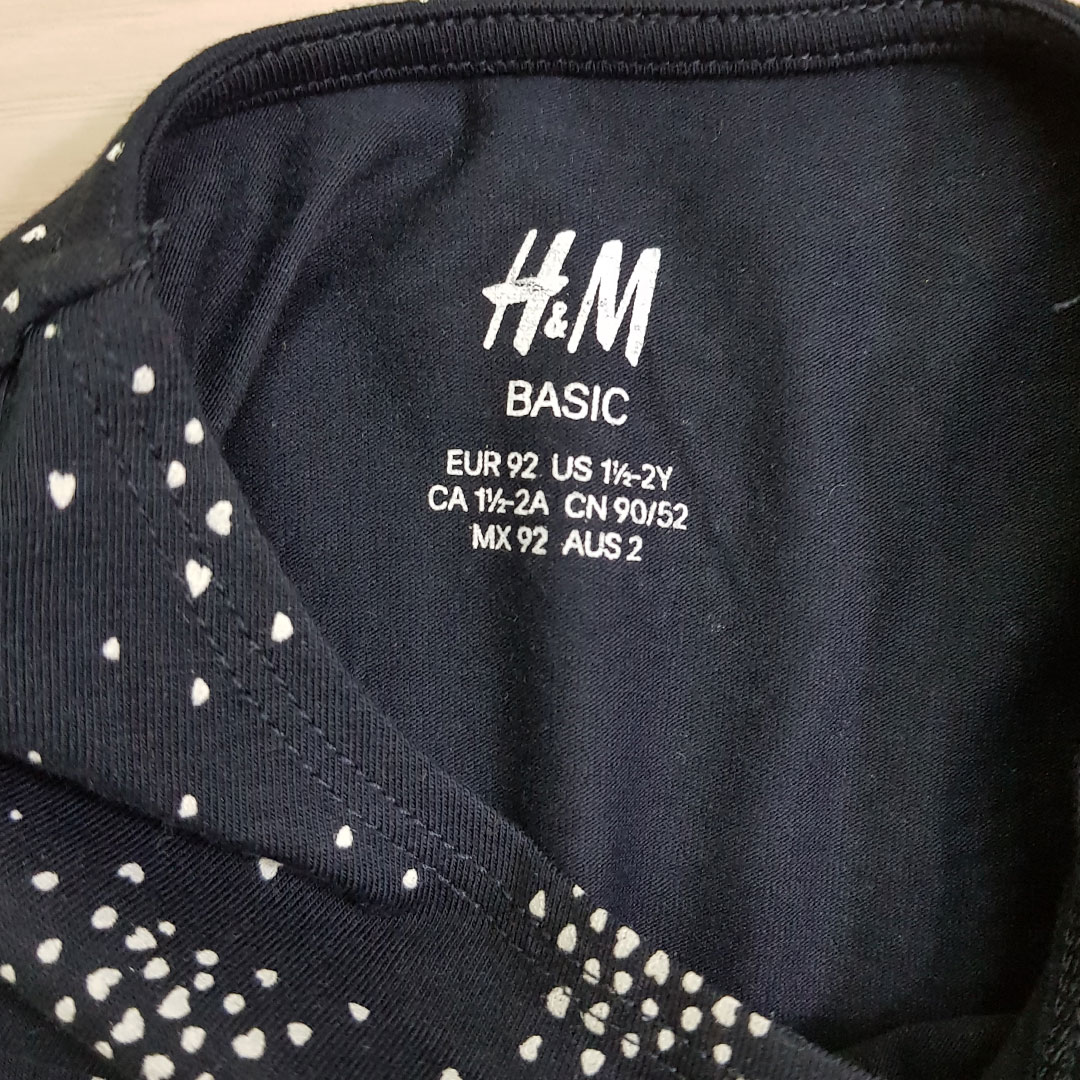 H&M
BASIC
EUR 92 US 1½-2Y
CA 1½-2A CN 90/52
MX 92 AUS 2